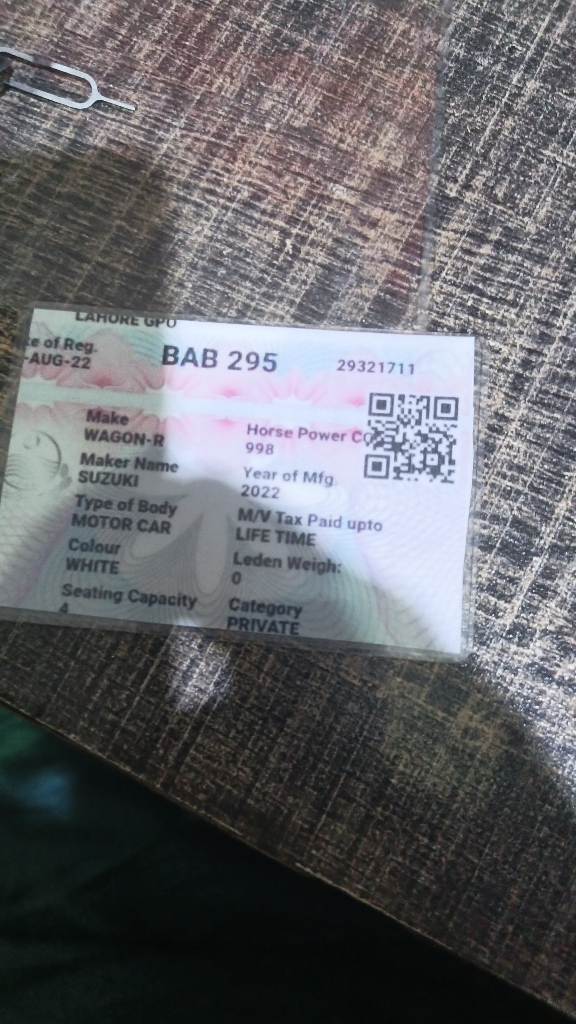 LAHORE GPO
te of Reg.
-AUG-22
BAB 295
29321711
Make
WAGON-R
Horse Power C
998
Maker Name
SUZUKI
Year of Mfg.
2022
Type of Body
MOTOR CAR
M/V Tax Paid upto
LIFE TIME
Colour
WHITE
Leden Weigh:
0
Seating Capacity
4
Category
PRIVATE